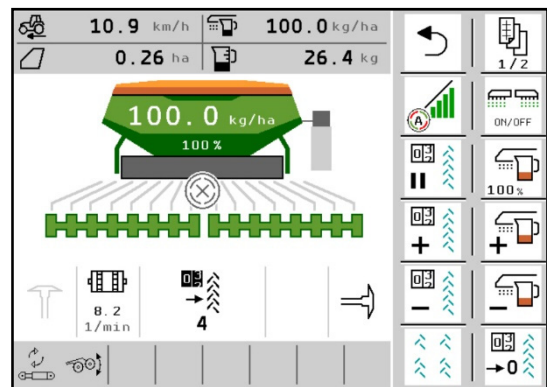 10.9 km/h 100.0 kg/ha
0.26 ha 26.4 kg
1/2
100.0 kg/ha
100%
A
ON/OFF
100%
+ +
8.2
1/min
4
- -
→0